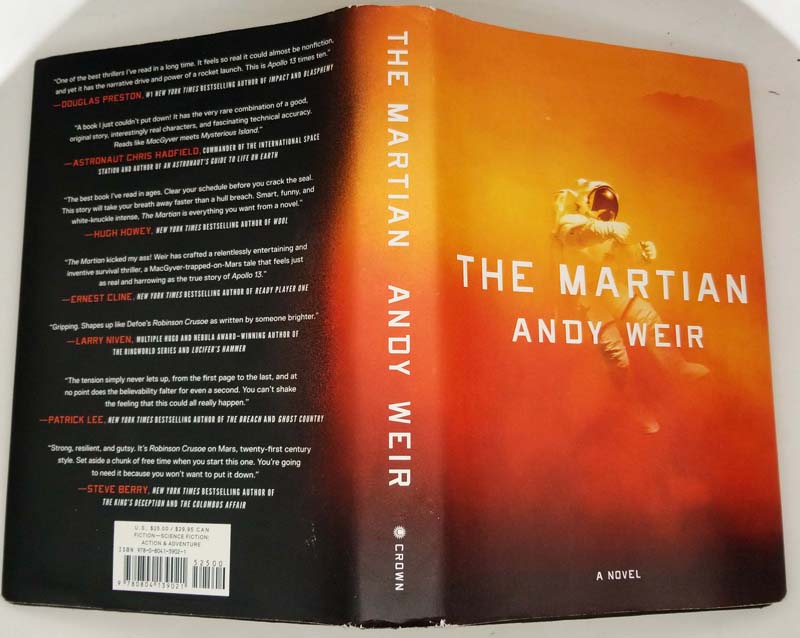 “One of the best thrillers I’ve read in a long time. It feels so real it could almost be nonfiction,
and yet it has the narrative drive and power of a rocket launch. This is Apollo 13 times ten.”
—DOUGLAS PRESTON, #1 NEW YORK TIMES BESTSELLING AUTHOR OF IMPACT AND BLASPHEMY
“A book I just couldn’t put down! It has the very rare combination of a good,
original story, interestingly real characters, and fascinating technical accuracy.
Reads like MacGyver meets Mysterious Island.”
—ASTRONAUT CHRIS HADFIELD, COMMANDER OF THE INTERNATIONAL SPACE
STATION AND AUTHOR OF AN ASTRONAUT’S GUIDE TO LIFE ON EARTH
“The best book I’ve read in ages. Clear your schedule before you crack the seal.
This story will take your breath away faster than a hull breach. Smart, funny, and
white-knuckle intense, The Martian is everything you want from a novel.”
—HUGH HOWEY, NEW YORK TIMES BESTSELLING AUTHOR OF WOOL
“The Martian kicked my ass! Weir has crafted a relentlessly entertaining and
inventive survival thriller, a MacGyver-trapped-on-Mars tale that feels just
as real and harrowing as the true story of Apollo 13.”
—ERNEST CLINE, NEW YORK TIMES BESTSELLING AUTHOR OF READY PLAYER ONE
“Gripping. Shapes up like Defoe’s Robinson Crusoe as written by someone brighter.”
—LARRY NIVEN, MULTIPLE HUGO AND NEBULA AWARD–WINNING AUTHOR OF
THE RINGWORLD SERIES AND LUCIFER’S HAMMER
“The tension simply never lets up, from the first page to the last, and at
no point does the believability falter for even a second. You can’t shake
the feeling that this could all really happen.”
—PATRICK LEE, NEW YORK TIMES BESTSELLING AUTHOR OF THE BREACH AND GHOST COUNTRY
“Strong, resilient, and gutsy. It’s Robinson Crusoe on Mars, twenty-first century
style. Set aside a chunk of free time when you start this one. You’re going
to need it because you won’t want to put it down.”
—STEVE BERRY, NEW YORK TIMES BESTSELLING AUTHOR OF
THE KING’S DECEPTION AND THE COLUMBUS AFFAIR
U.S. $25.00 / $29.95 CAN
FICTION—SCIENCE FICTION:
ACTION & ADVENTURE
ISBN 978-0-8041-3902-1
52500
9 780804 139021
THE MARTIAN ANDY WEIR
CROWN
THE MARTIAN
ANDY WEIR
A NOVEL